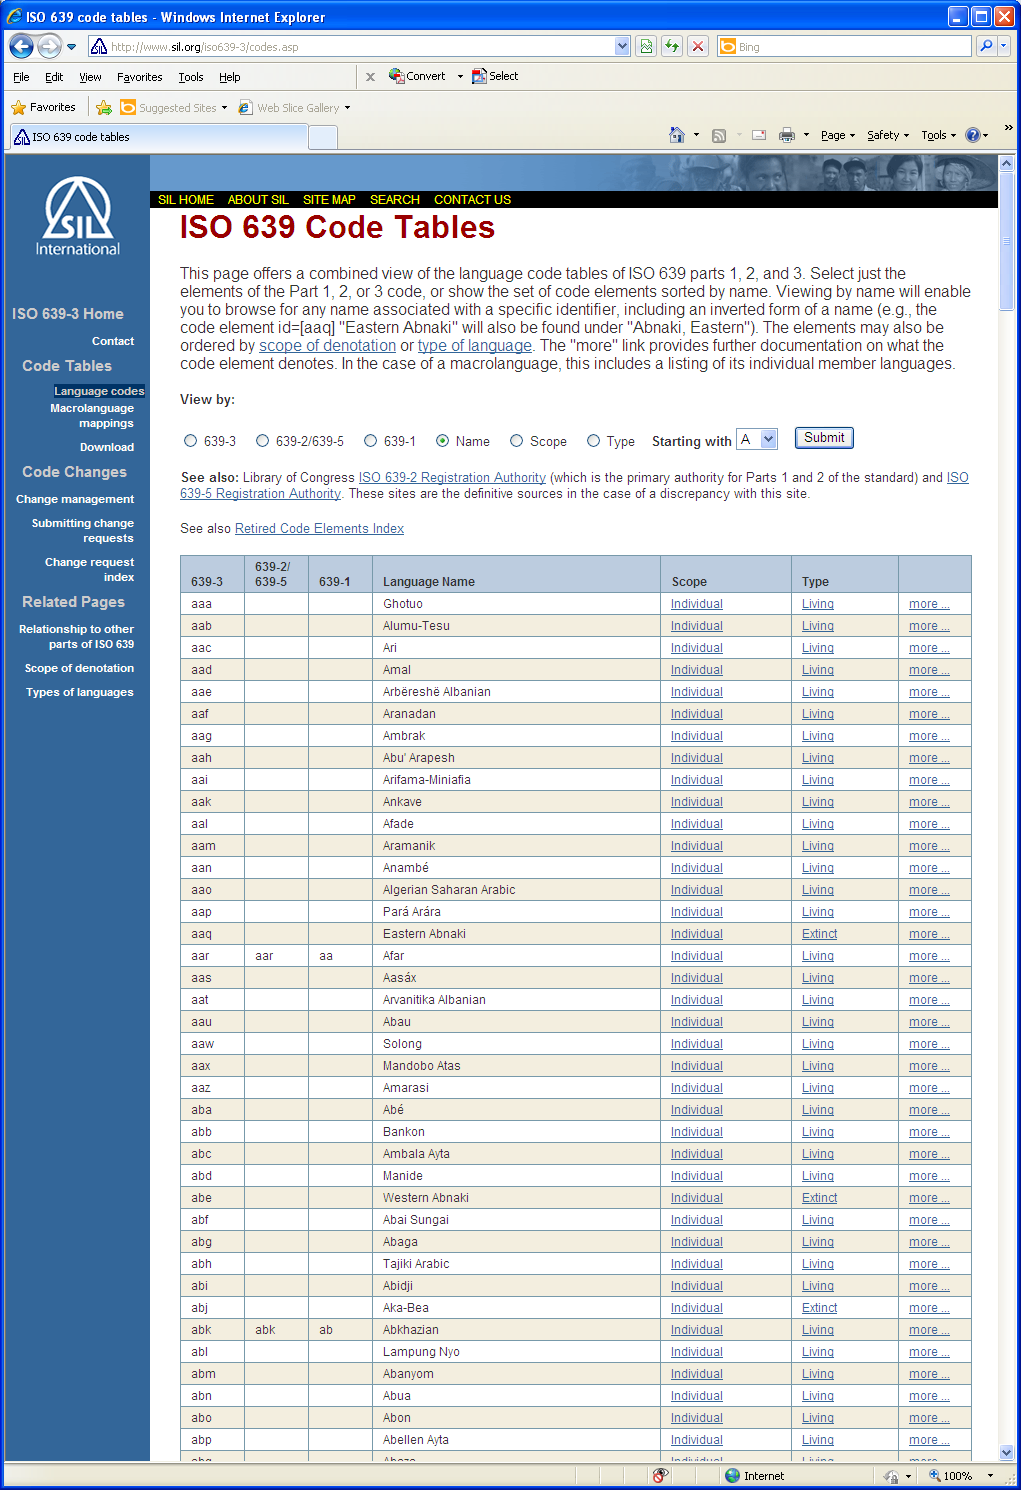 ISO 639 code tables - Windows Internet Explorer
http://www.sil.org/iso639-3/codes.asp
Bing
File Edit View Favorites Tools Help
x Convert Select
Favorites Suggested Sites Web Slice Gallery
ISO 639 code tables
Page Safety Tools »
SIL
International
ISO 639-3 Home
Contact
Code Tables
Language codes
Macrolanguage
mappings
Download
Code Changes
Change management
Submitting change
requests
Change request
index
Related Pages
Relationship to other
parts of ISO 639
Scope of denotation
Types of languages
SIL HOME ABOUT SIL SITE MAP SEARCH CONTACT US
ISO 639 Code Tables
This page offers a combined view of the language code tables of ISO 639 parts 1, 2, and 3. Select just the
elements of the Part 1, 2, or 3 code, or show the set of code elements sorted by name. Viewing by name will enable
you to browse for any name associated with a specific identifier, including an inverted form of a name (e.g., the
code element id=[aaq] "Eastern Abnaki" will also be found under "Abnaki, Eastern"). The elements may also be
ordered by scope of denotation or type of language. The "more" link provides further documentation on what the
code element denotes. In the case of a macrolanguage, this includes a listing of its individual member languages.
View by:
639-3 639-2/639-5 639-1 Name Scope Type Starting with A Submit
See also: Library of Congress ISO 639-2 Registration Authority (which is the primary authority for Parts 1 and 2 of the standard) and ISO
639-5 Registration Authority. These sites are the definitive sources in the case of a discrepancy with this site.
See also Retired Code Elements Index
639-3 639-2/ 639-5 639-1 Language Name Scope Type
aaa Ghotuo Individual Living more ...
aab Alumu-Tesu Individual Living more ...
aac Ari Individual Living more ...
aad Amal Individual Living more ...
aae Arbëreshë Albanian Individual Living more ...
aaf Aranadan Individual Living more ...
aag Ambrak Individual Living more ...
aah Abu' Arapesh Individual Living more ...
aai Arifama-Miniafia Individual Living more ...
aak Ankave Individual Living more ...
aal Afade Individual Living more ...
aam Aramanik Individual Living more ...
aan Anambé Individual Living more ...
aao Algerian Saharan Arabic Individual Living more ...
aap Pará Arára Individual Living more ...
aaq Eastern Abnaki Individual Extinct more ...
aar aar aa Afar Individual Living more ...
aas Aasáx Individual Living more ...
aat Arvanitika Albanian Individual Living more ...
aau Abau Individual Living more ...
aaw Solong Individual Living more ...
aax Mandobo Atas Individual Living more ...
aaz Amarasi Individual Living more ...
aba Abé Individual Living more ...
abb Bankon Individual Living more ...
abc Ambala Ayta Individual Living more ...
abd Manide Individual Living more ...
abe Western Abnaki Individual Extinct more ...
abf Abai Sungai Individual Living more ...
abg Abaga Individual Living more ...
abh Tajiki Arabic Individual Living more ...
abi Abidji Individual Living more ...
abj Aka-Bea Individual Extinct more ...
abk abk ab Abkhazian Individual Living more ...
abl Lampung Nyo Individual Living more ...
abm Abanyom Individual Living more ...
abn Abua Individual Living more ...
abo Abon Individual Living more ...
abp Abellen Ayta Individual Living more ...
Internet 100%